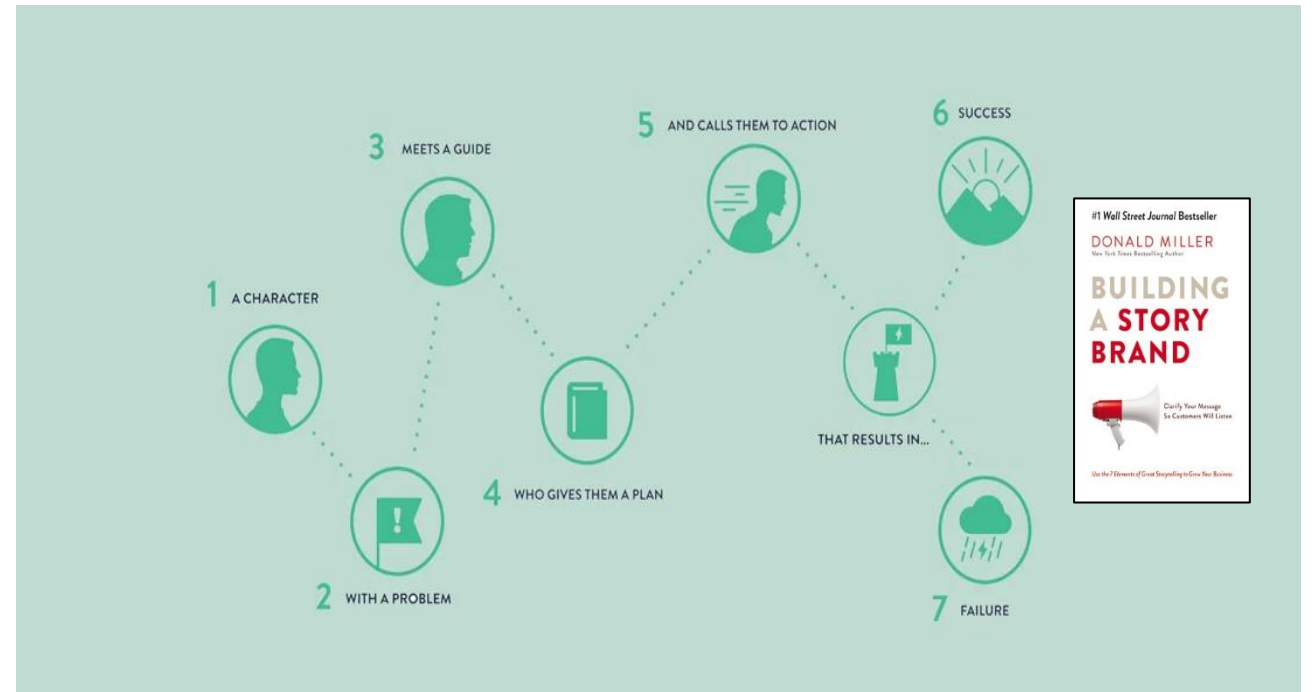 1 A CHARACTER
2 WITH A PROBLEM
3 MEETS A GUIDE
4 WHO GIVES THEM A PLAN
5 AND CALLS THEM TO ACTION
THAT RESULTS IN...
6 SUCCESS
7 FAILURE
#1 Wall Street Journal Bestseller
DONALD MILLER
New York Times Bestselling Author
BUILDING
A STORY
BRAND
Clarify Your Message
So Customers Will Listen
Use the 7 Elements of Great Storytelling to Grow Your Business